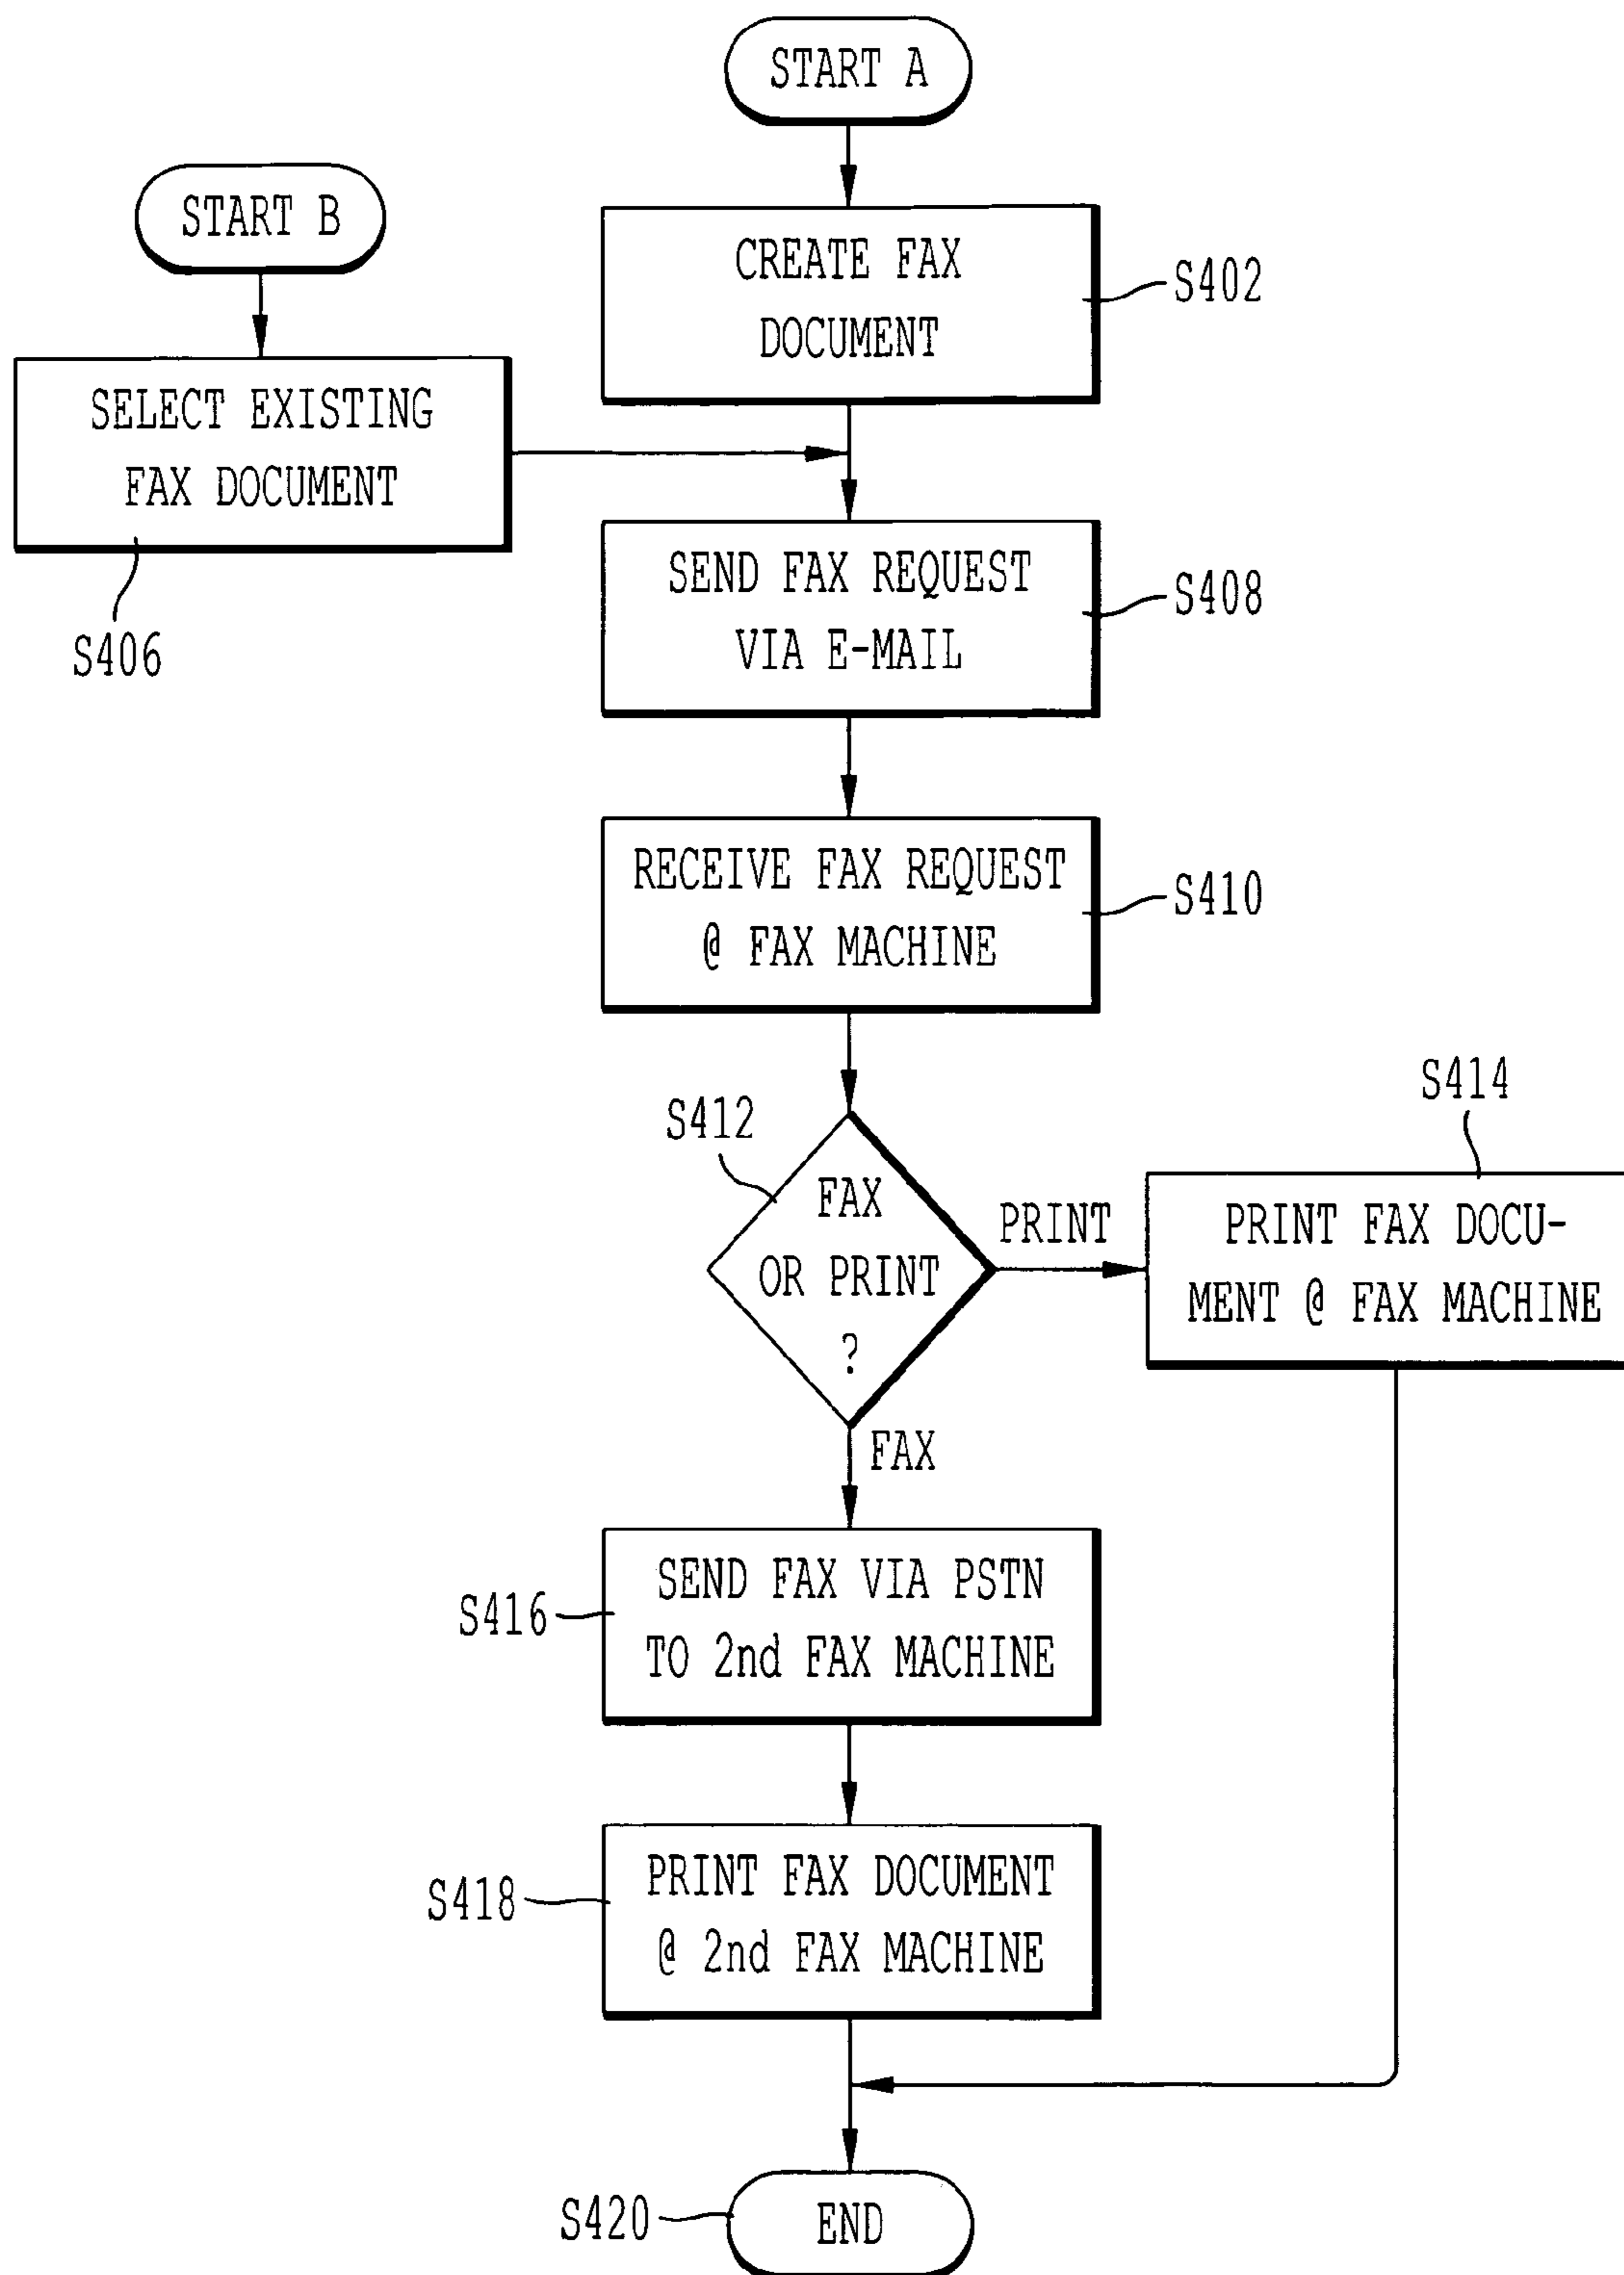 START A
START B
CREATE FAX
DOCUMENT
S402
SELECT EXISTING
FAX DOCUMENT
S406
SEND FAX REQUEST
VIA E-MAIL
S408
RECEIVE FAX REQUEST
@ FAX MACHINE
S410
S412
FAX
OR PRINT
?
PRINT
S414
PRINT FAX DOCU-
MENT @ FAX MACHINE
FAX
SEND FAX VIA PSTN
TO 2nd FAX MACHINE
S416
PRINT FAX DOCUMENT
@ 2nd FAX MACHINE
S418
END
S420